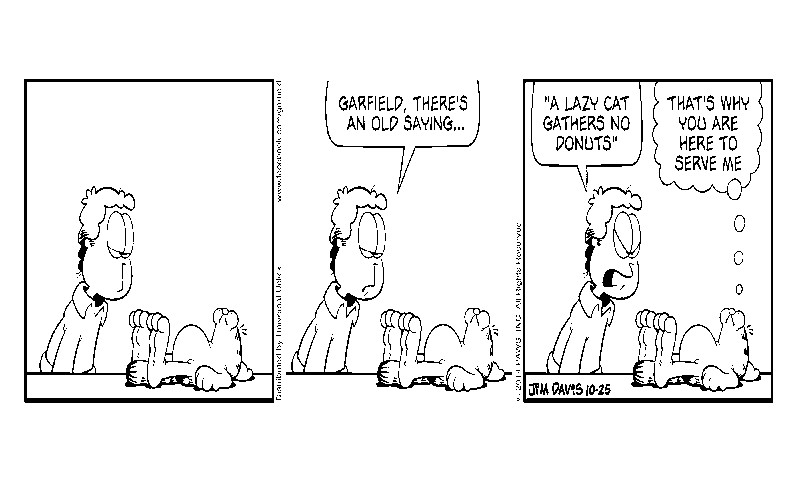 GARFIELD, THERE'S
AN OLD SAYING...
"A LAZY CAT
GATHERS NO
DONUTS"
THAT'S WHY
YOU ARE
HERE TO
SERVE ME
JIM DAVIS 10-25